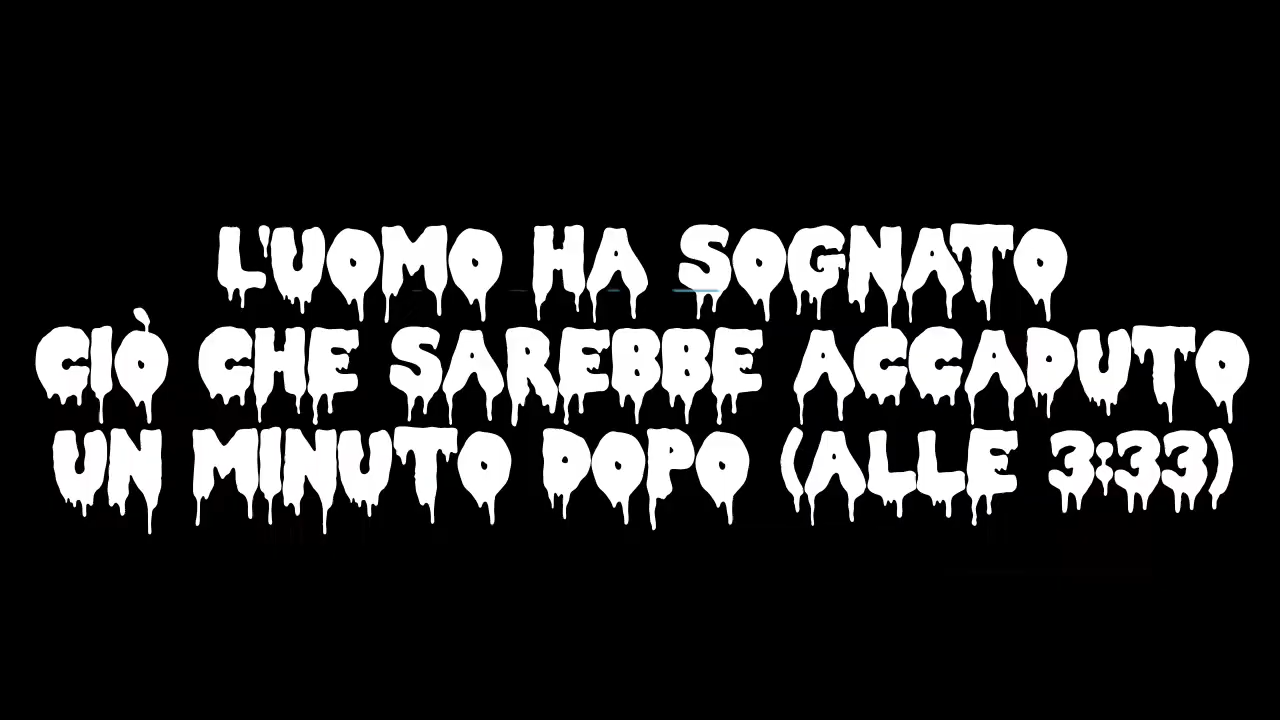 L'UOMO HA SOGNATO
CIÒ CHE SAREBBE ACCADUTO
UN MINUTO DOPO (ALLE 3:33)